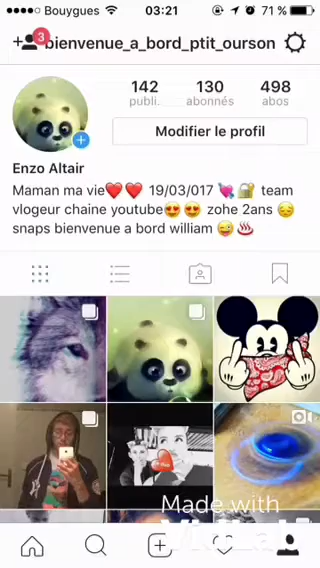 Bouygues 03:21 71 %
3 bienvenue_a_bord_ptit_ourson
142 130 498
publi. abonnés abos
Modifier le profil
Enzo Altair
Maman ma vie❤️❤️ 19/03/017 💘🔐 team
vlogeur chaine youtube😍😍 zohe 2ans 😔
snaps bienvenue a bord william 😜♨️
Made with